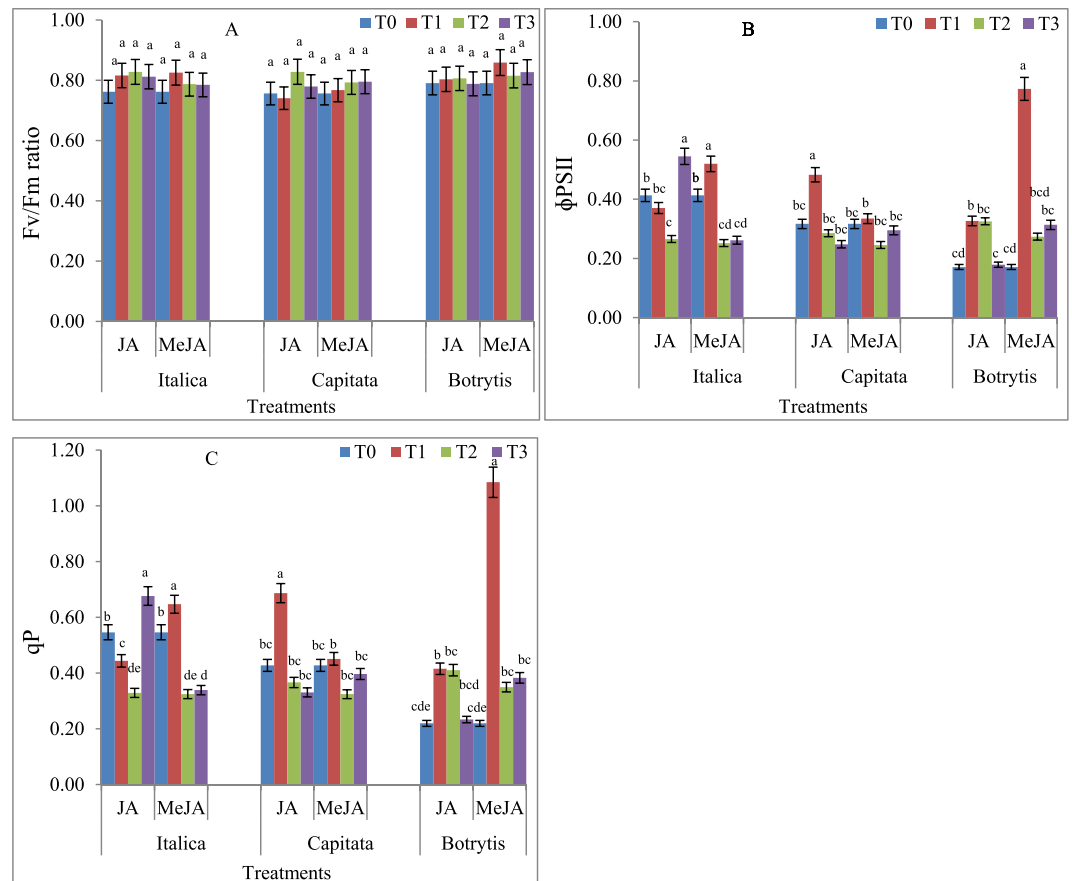 A
T0 T1 T2 T3
1.00
0.80
0.60
0.40
0.20
0.00
Fv/Fm ratio
a a a a a a a a
a a a a a a a a
a a a a a a a a
JA MeJA JA MeJA JA MeJA
Italica Capitata Botrytis
Treatments
B
T0 T1 T2 T3
1.00
0.80
0.60
0.40
0.20
0.00
ϕPSII
b bc c a b a cd cd
bc a bc bc bc b bc bc
cd b bc c cd a bcd bc
JA MeJA JA MeJA JA MeJA
Italica Capitata Botrytis
Treatments
C
T0 T1 T2 T3
1.20
1.00
0.80
0.60
0.40
0.20
0.00
qP
b c de a b a de d
bc a bc bc bc b bc bc
cde b bc bcd cde a bc bc
JA MeJA JA MeJA JA MeJA
Italica Capitata Botrytis
Treatments